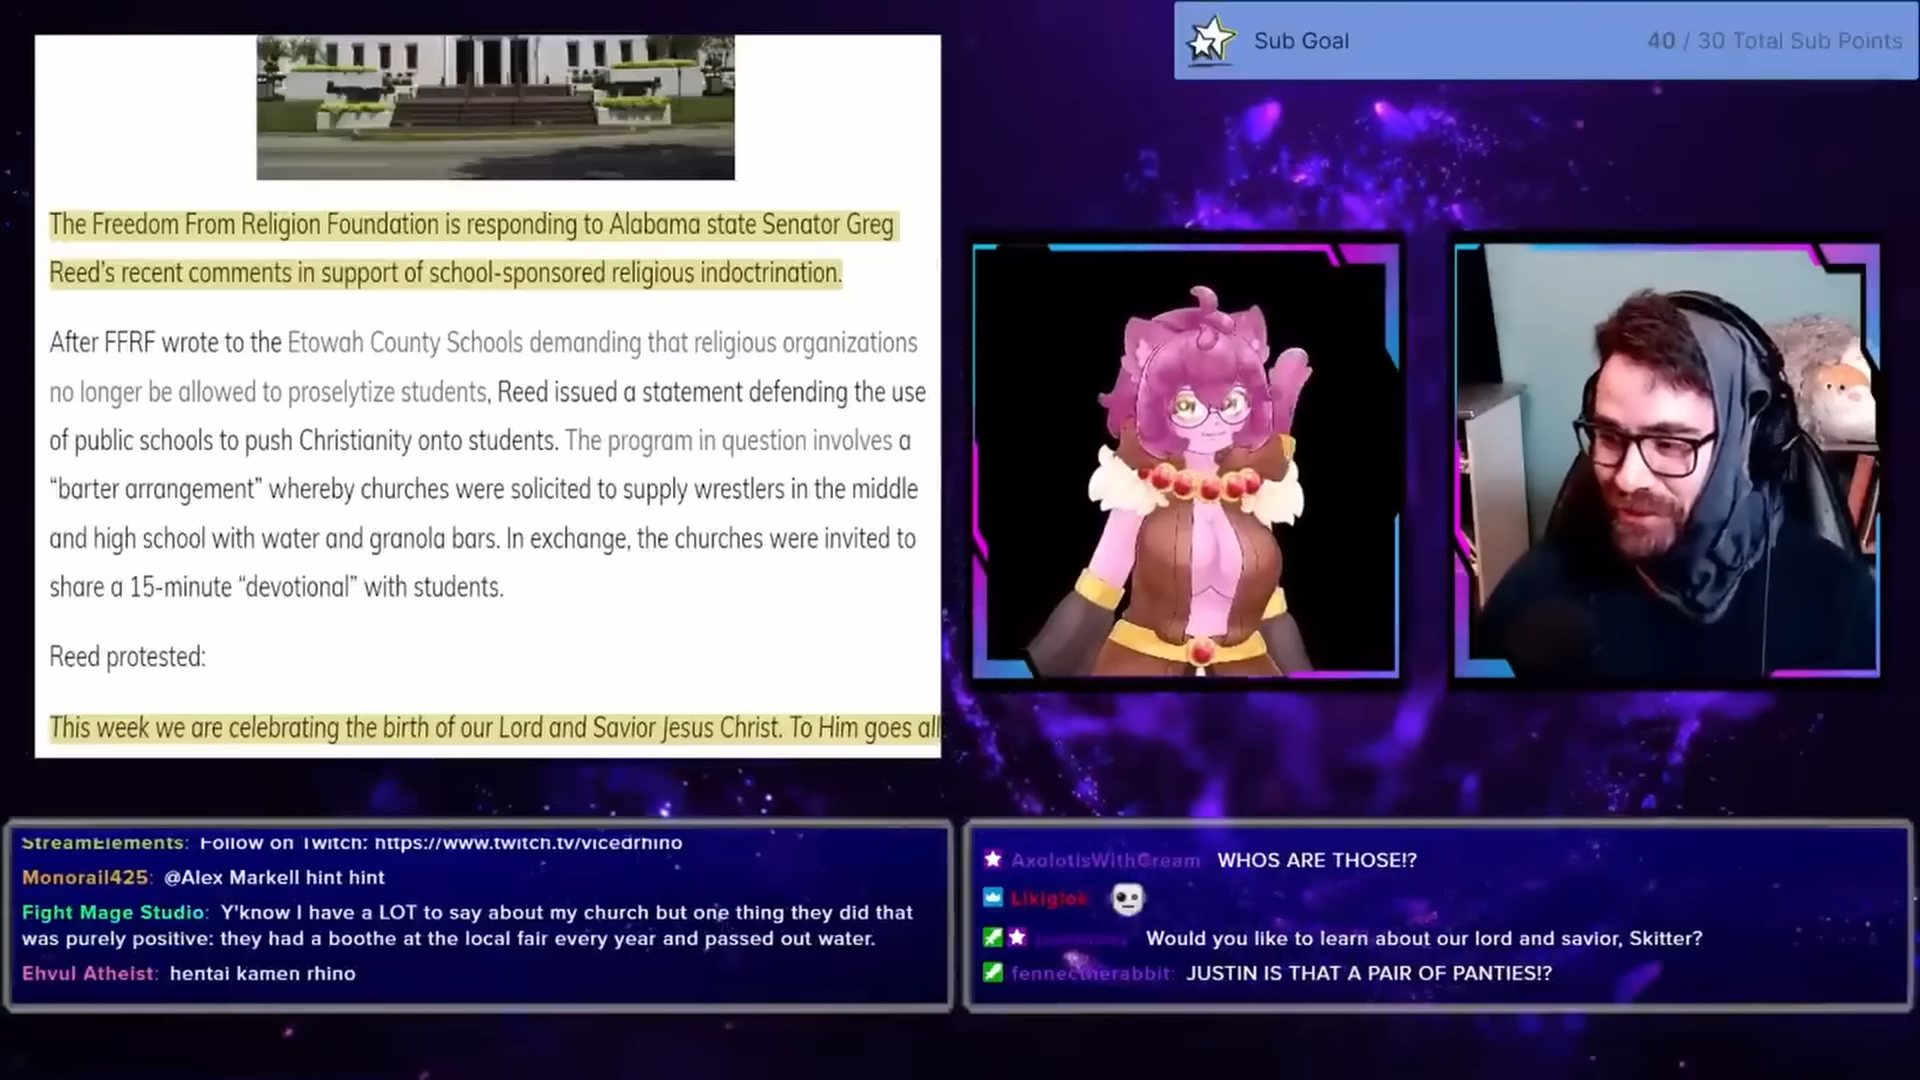 Sub Goal
40 / 30 Total Sub Points
The Freedom From Religion Foundation is responding to Alabama state Senator Greg
Reed's recent comments in support of school-sponsored religious indoctrination.
After FFRF wrote to the Etowah County Schools demanding that religious organizations
no longer be allowed to proselytize students, Reed issued a statement defending the use
of public schools to push Christianity onto students. The program in question involves a
“barter arrangement” whereby churches were solicited to supply wrestlers in the middle
and high school with water and granola bars. In exchange, the churches were invited to
share a 15-minute “devotional” with students.
Reed protested:
This week we are celebrating the birth of our Lord and Savior Jesus Christ. To Him goes all
StreamElements: Follow on Twitch: https://www.twitch.tv/vicedrhino
Monorail425: @Alex Markell hint hint
Fight Mage Studio: Y'know I have a LOT to say about my church but one thing they did that
was purely positive: they had a boothe at the local fair every year and passed out water.
Ehvul Atheist: hentai kamen rhino
AxolotlsWithCream WHOS ARE THOSE!?
Likiglok
Would you like to learn about our lord and savior, Skitter?
fennectherabbit: JUSTIN IS THAT A PAIR OF PANTIES!?